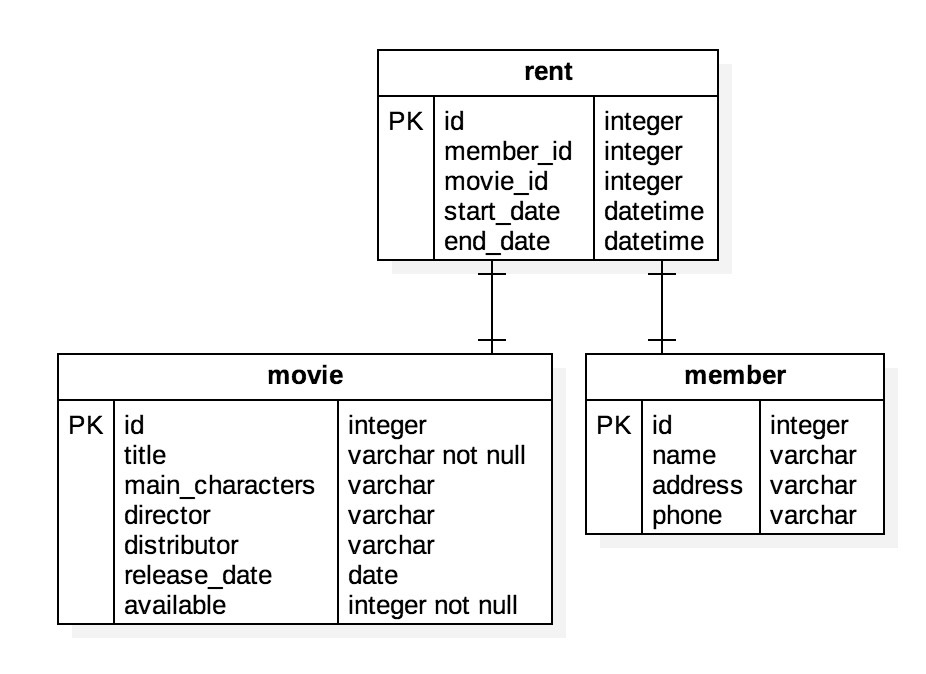 rent
PK id integer
member_id integer
movie_id integer
start_date datetime
end_date datetime
movie
PK id integer
title varchar not null
main_characters varchar
director varchar
distributor varchar
release_date date
available integer not null
member
PK id integer
name varchar
address varchar
phone varchar